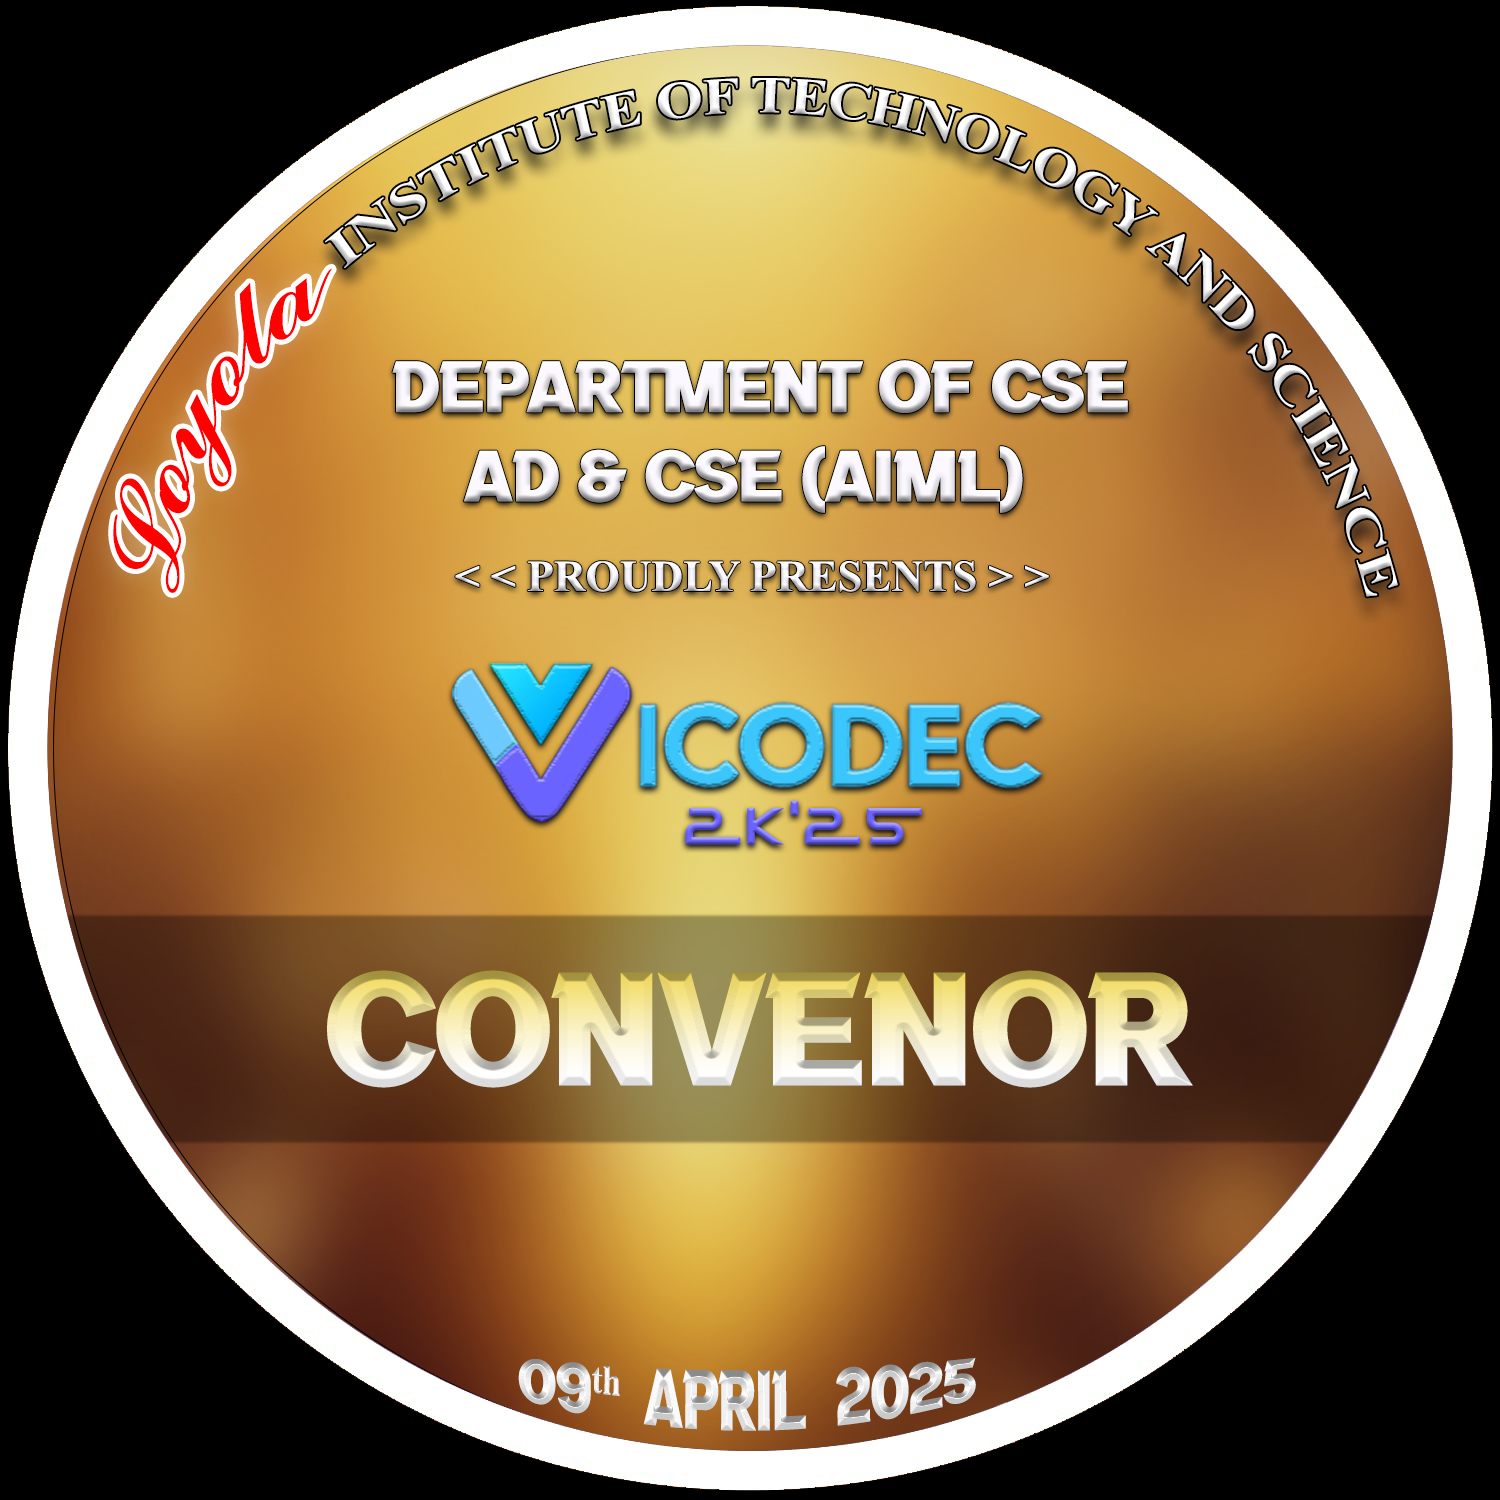 Loyola INSTITUTE OF TECHNOLOGY AND SCIENCE
DEPARTMENT OF CSE
AD & CSE (AIML)
< < PROUDLY PRESENTS > >
VICODEC
2K'25
CONVENOR
09th APRIL 2025